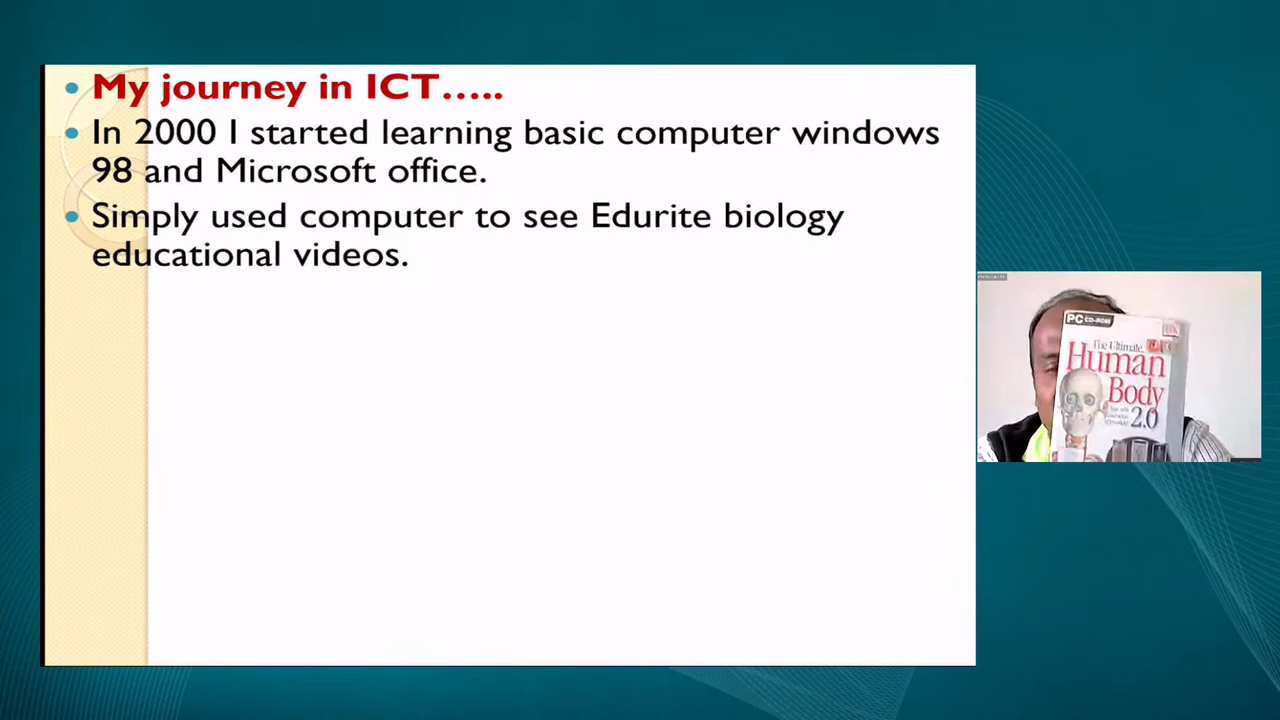 My journey in ICT…..
In 2000 I started learning basic computer windows
98 and Microsoft office.
Simply used computer to see Edurite biology
educational videos.
PC CD-ROM
The Ultimate
Human
Body
2.0